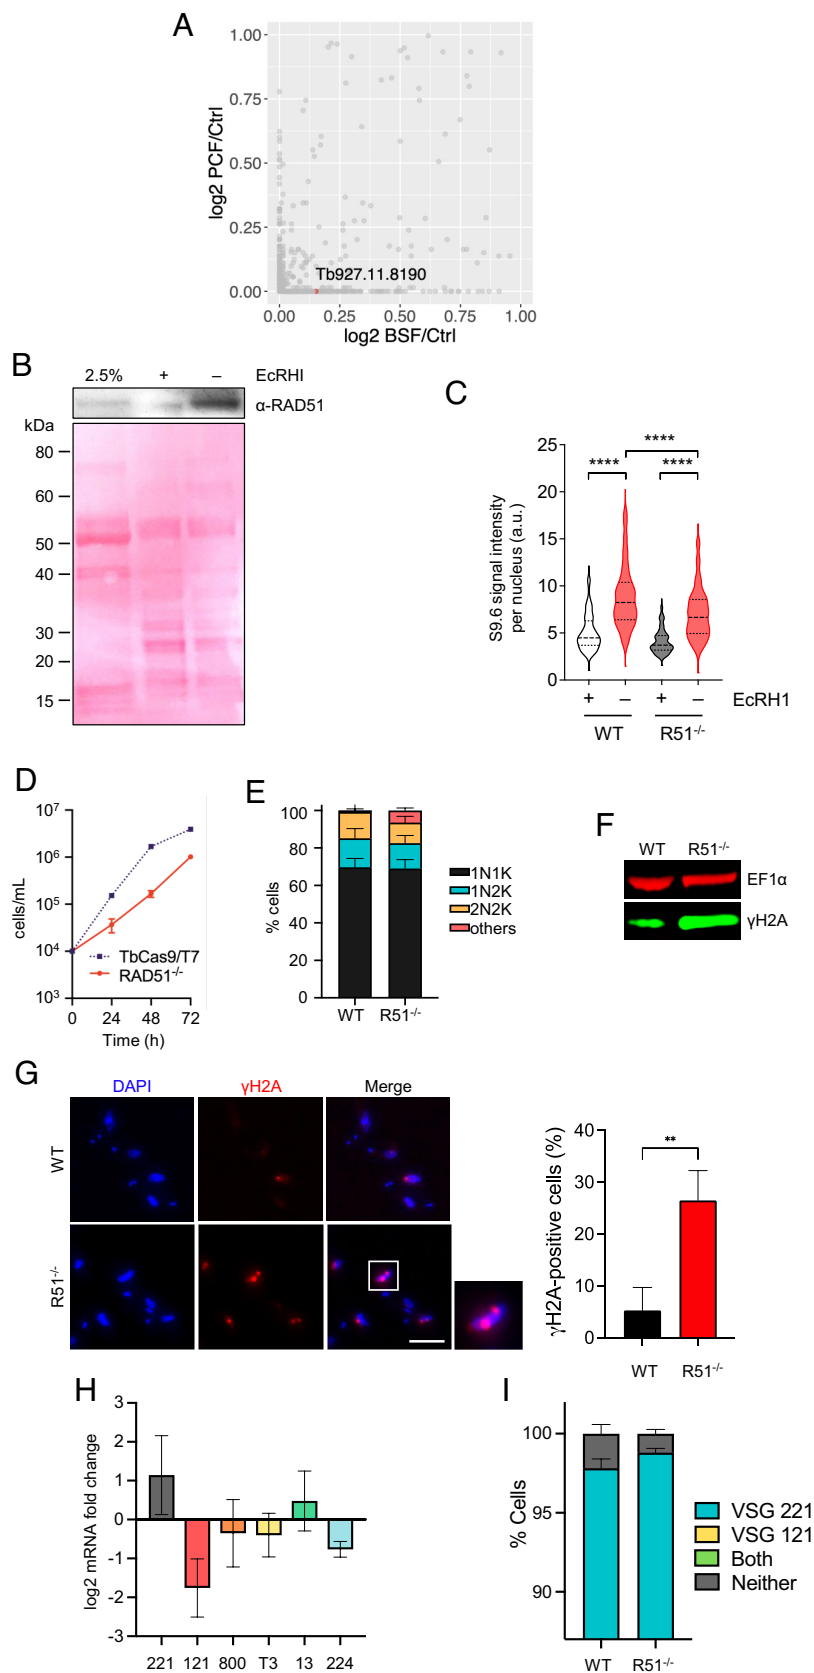 A
log2 PCF/Ctrl
1.00
0.75
0.50
0.25
0.00
Tb927.11.8190
0.00 0.25 0.50 0.75 1.00
log2 BSF/Ctrl
B
2.5% + – EcRHI
α-RAD51
kDa
80
60
50
40
30
20
15
C
S9.6 signal intensity
per nucleus (a.u.)
25
20
15
10
5
0
****
**** ****
+ – + – EcRH1
WT R51-/-
D
cells/mL
10⁷
10⁶
10⁵
10⁴
10³
TbCas9/T7
RAD51-/-
0 24 48 72
Time (h)
E
% cells
100
80
60
40
20
0
WT R51-/-
1N1K
1N2K
2N2K
others
F
WT R51-/-
EF1α
γH2A
G
DAPI γH2A Merge
WT
R51-/-
γH2A-positive cells (%)
40
30
20
10
0
**
WT R51-/-
H
log2 mRNA fold change
3
2
1
0
-1
-2
-3
221 121 800 T3 13 224
I
% Cells
100
95
90
WT R51-/-
VSG 221
VSG 121
Both
Neither